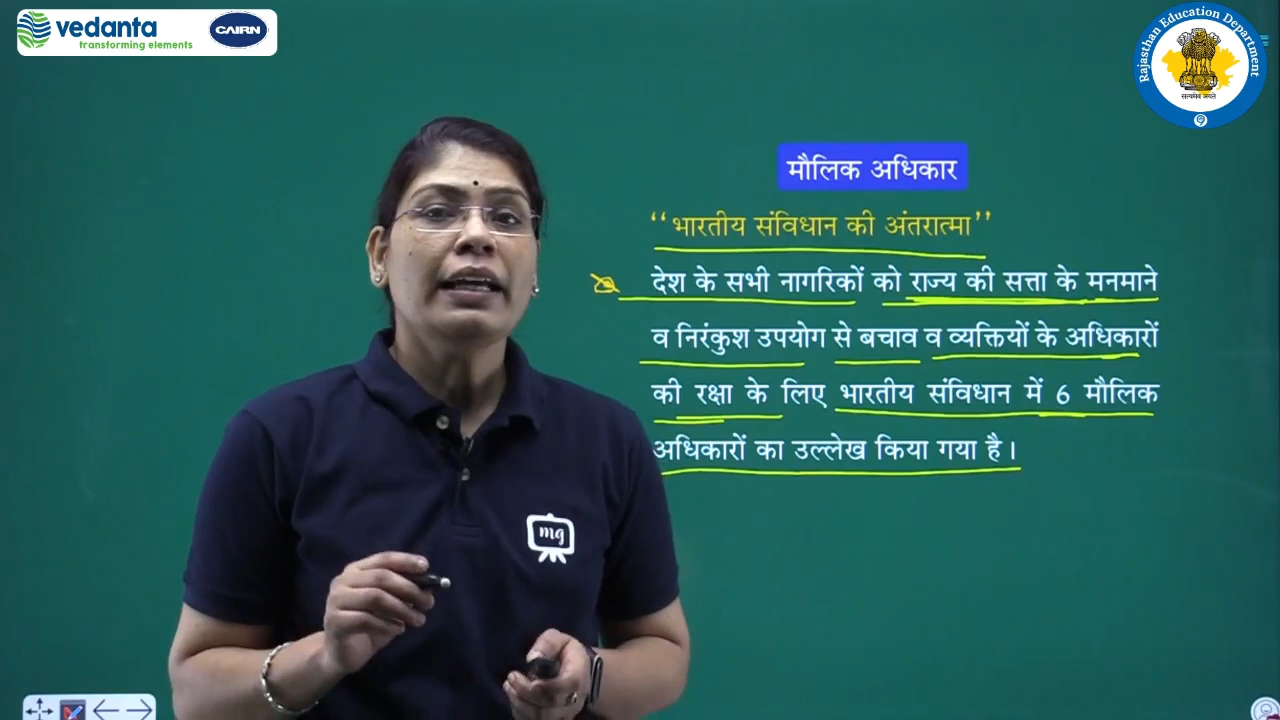 vedanta
transforming elements
CAIRN
Rajasthan Education Department
सत्यमेव जयते
मौलिक अधिकार
‘‘भारतीय संविधान की अंतरात्मा’’
देश के सभी नागरिकों को राज्य की सत्ता के मनमाने
व निरंकुश उपयोग से बचाव व व्यक्तियों के अधिकारों
की रक्षा के लिए भारतीय संविधान में 6 मौलिक
अधिकारों का उल्लेख किया गया है।
mg